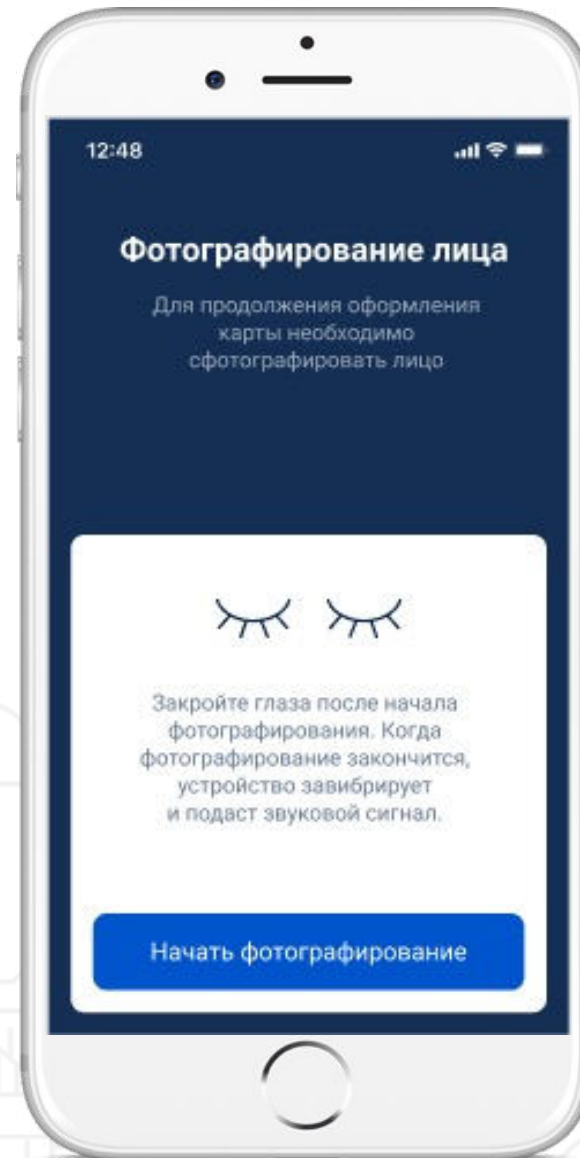 12:48
Фотографирование лица
Для продолжения оформления
карты необходимо
сфотографировать лицо
Закройте глаза после начала
фотографирования. Когда
фотографирование закончится,
устройство завибрирует
и подаст звуковой сигнал.
Начать фотографирование